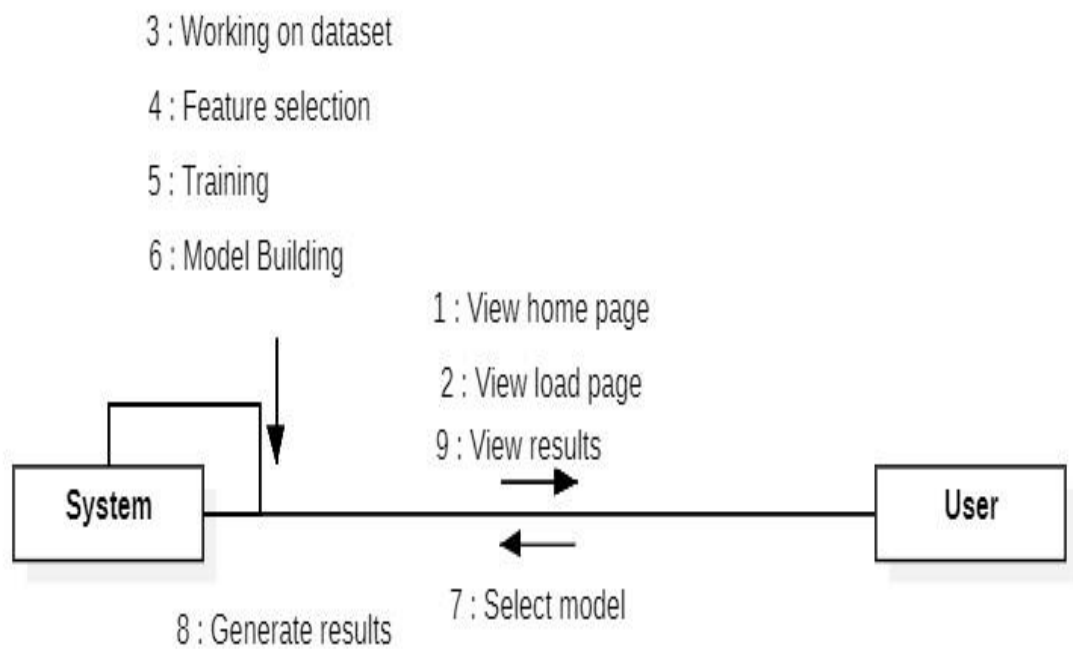 3 : Working on dataset
4 : Feature selection
5 : Training
6 : Model Building
1 : View home page
2 : View load page
9 : View results
System
User
7 : Select model
8 : Generate results